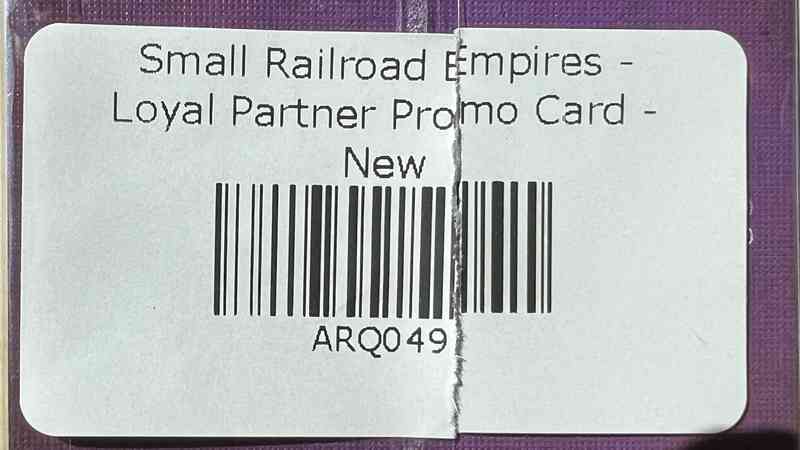 Small Railroad Empires -
Loyal Partner Promo Card -
New
ARQ049